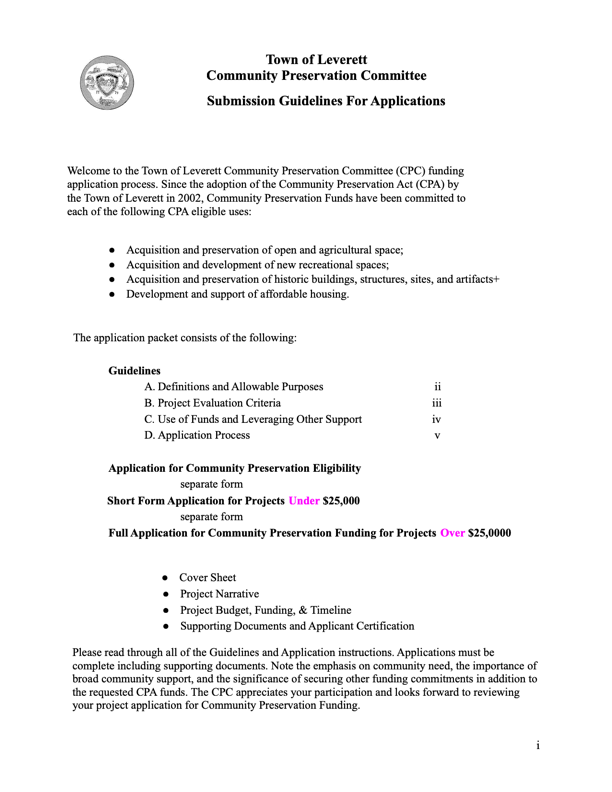 Town of Leverett
Community Preservation Committee
Submission Guidelines For Applications
Welcome to the Town of Leverett Community Preservation Committee (CPC) funding
application process. Since the adoption of the Community Preservation Act (CPA) by
the Town of Leverett in 2002, Community Preservation Funds have been committed to
each of the following CPA eligible uses:
● Acquisition and preservation of open and agricultural space;
● Acquisition and development of new recreational spaces;
● Acquisition and preservation of historic buildings, structures, sites, and artifacts+
● Development and support of affordable housing.
The application packet consists of the following:
Guidelines
A. Definitions and Allowable Purposes ii
B. Project Evaluation Criteria iii
C. Use of Funds and Leveraging Other Support iv
D. Application Process v
Application for Community Preservation Eligibility
separate form
Short Form Application for Projects Under $25,000
separate form
Full Application for Community Preservation Funding for Projects Over $25,0000
● Cover Sheet
● Project Narrative
● Project Budget, Funding, & Timeline
● Supporting Documents and Applicant Certification
Please read through all of the Guidelines and Application instructions. Applications must be
complete including supporting documents. Note the emphasis on community need, the importance of
broad community support, and the significance of securing other funding commitments in addition to
the requested CPA funds. The CPC appreciates your participation and looks forward to reviewing
your project application for Community Preservation Funding.
i